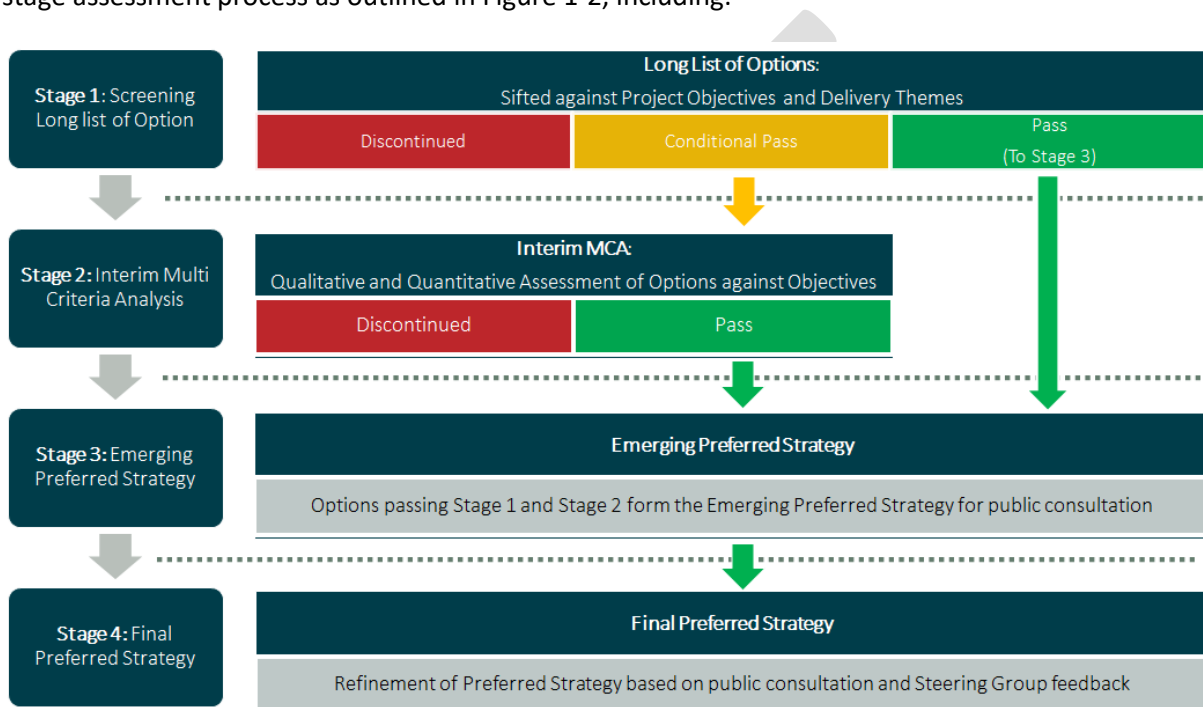 stage assessment process as outlined in Figure 1-2, including:
Stage 1: Screening
Long list of Option
Long List of Options:
Sifted against Project Objectives and Delivery Themes
Discontinued
Conditional Pass
Pass
(To Stage 3)
Stage 2: Interim Multi
Criteria Analysis
Interim MCA:
Qualitative and Quantitative Assessment of Options against Objectives
Discontinued
Pass
Stage 3: Emerging
Preferred Strategy
Emerging Preferred Strategy
Options passing Stage 1 and Stage 2 form the Emerging Preferred Strategy for public consultation
Stage 4: Final
Preferred Strategy
Final Preferred Strategy
Refinement of Preferred Strategy based on public consultation and Steering Group feedback